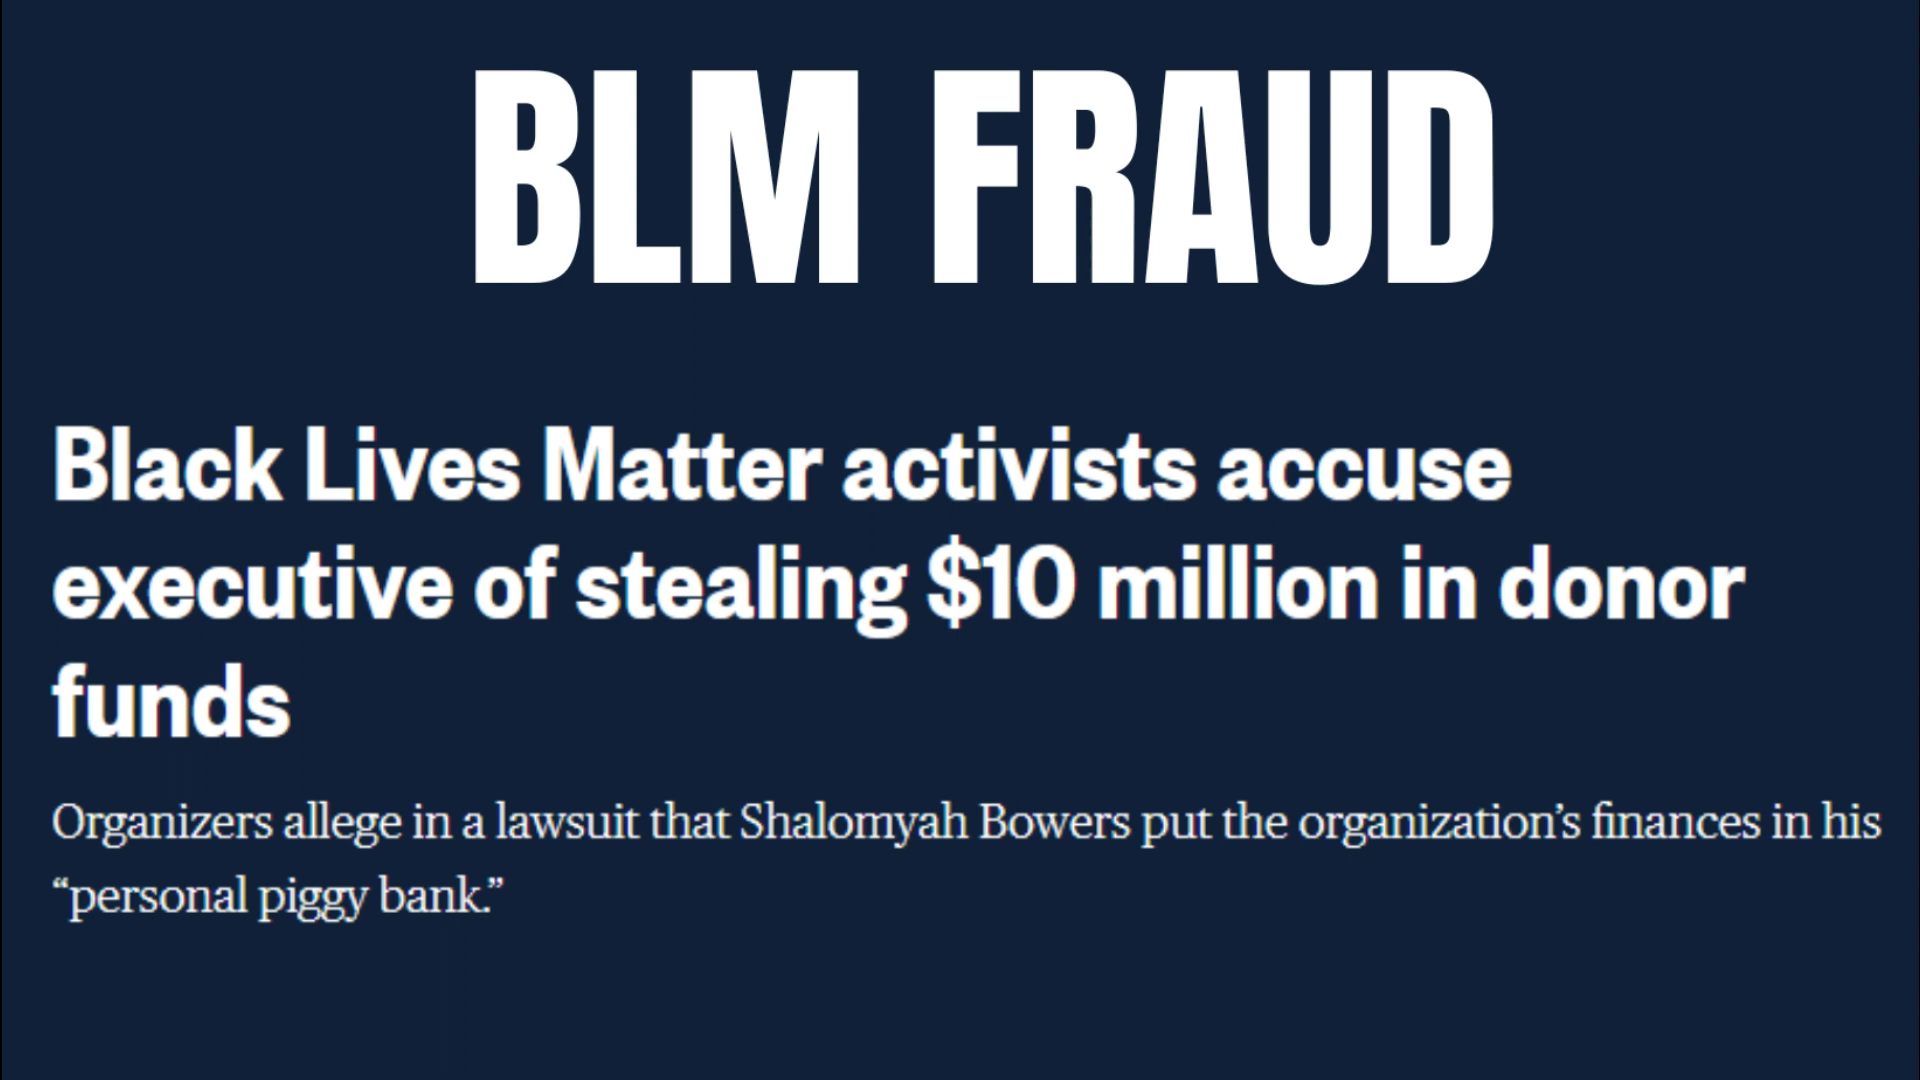 BLM FRAUD
Black Lives Matter activists accuse
executive of stealing $10 million in donor
funds
Organizers allege in a lawsuit that Shalomyah Bowers put the organization’s finances in his
“personal piggy bank.”